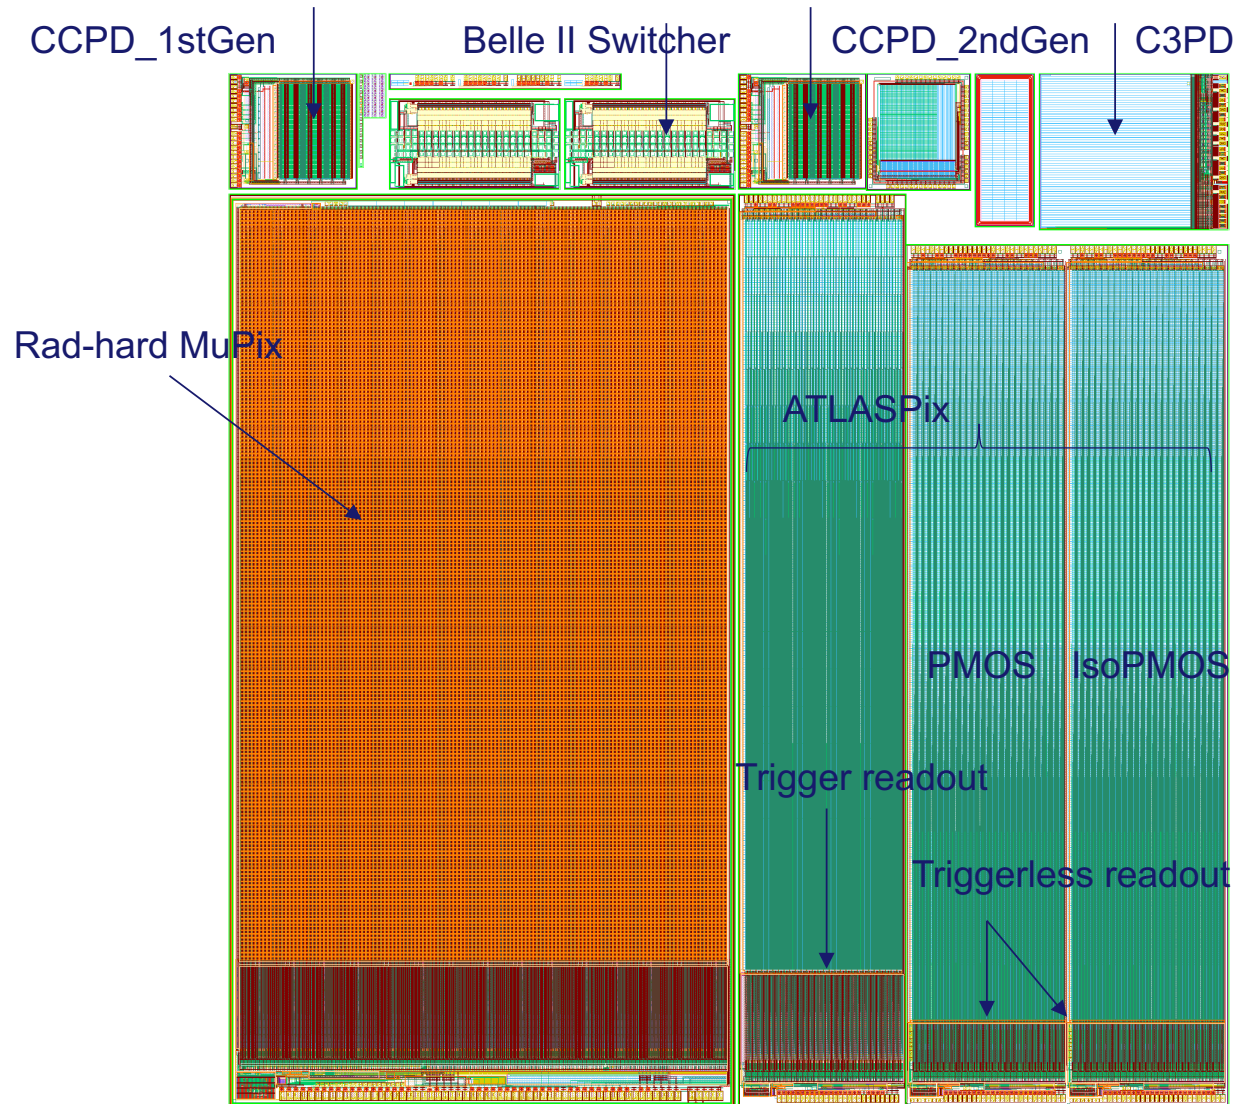 CCPD_1stGen
Belle II Switcher
CCPD_2ndGen
C3PD
Rad-hard MuPix
ATLASPix
PMOS
IsoPMOS
Trigger readout
Triggerless readout